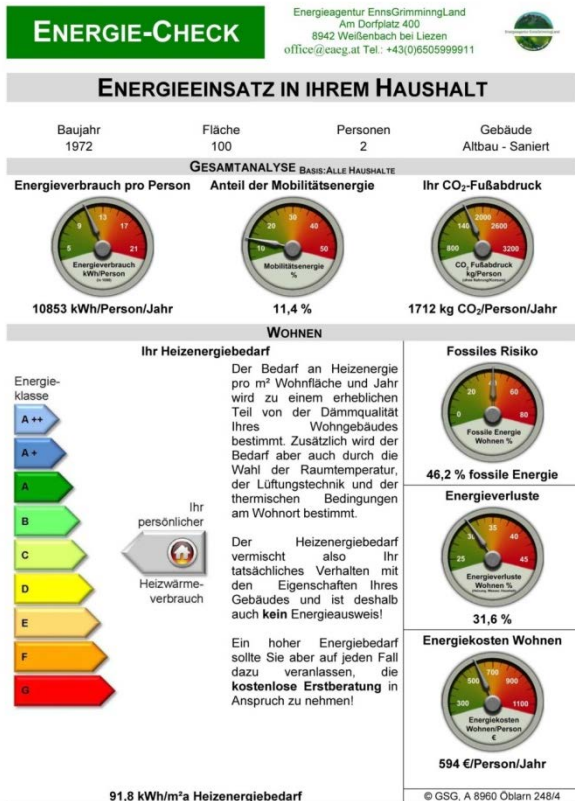 ENERGIE-CHECK
Energieagentur EnnsGrimmingLand
Am Dorfplatz 400
8942 Weißenbach bei Liezen
office@eaeg.at Tel.: +43(0)6505999911
ENERGIEEINSATZ IN IHREM HAUSHALT
Baujahr Fläche Personen Gebäude
1972 100 2 Altbau - Saniert
GESAMTANALYSE BASIS:ALLE HAUSHALTE
Energieverbrauch pro Person Anteil der Mobilitätsenergie Ihr CO2-Fußabdruck
5 9 13 17 21
Energieverbrauch
kWh/Person
10 20 30 40 50
Mobilitätsenergie
%
800 140 2000 2600 3200
CO2 Fußabdruck
kg/Person
10853 kWh/Person/Jahr 11,4 % 1712 kg CO2/Person/Jahr
WOHNEN
Ihr Heizenergiebedarf
Energie-
klasse
A ++
A +
A
B
C
D
E
F
G
Ihr
persönlicher
Heizwärme-
verbrauch
Der Bedarf an Heizenergie
pro m² Wohnfläche und Jahr
wird zu einem erheblichen
Teil von der Dämmqualität
Ihres Wohngebäudes
bestimmt. Zusätzlich wird der
Bedarf aber auch durch die
Wahl der Raumtemperatur,
der Lüftungstechnik und der
thermischen Bedingungen
am Wohnort bestimmt.
Der Heizenergiebedarf
vermischt also Ihr
tatsächliches Verhalten mit
den Eigenschaften Ihres
Gebäudes und ist deshalb
auch kein Energieausweis!
Ein hoher Energiebedarf
sollte Sie aber auf jeden Fall
dazu veranlassen, die
kostenlose Erstberatung in
Anspruch zu nehmen!
91,8 kWh/m²a Heizenergiebedarf
Fossiles Risiko
0 20 60 80
Fossile Energie
Wohnen %
46,2 % fossile Energie
Energieverluste
25 35 40 45
Energieverluste
Wohnen %
31,6 %
Energiekosten Wohnen
300 500 700 900 1100
Energiekosten
Wohnen/Person
€
594 €/Person/Jahr
© GSG, A 8960 Öblarn 248/4